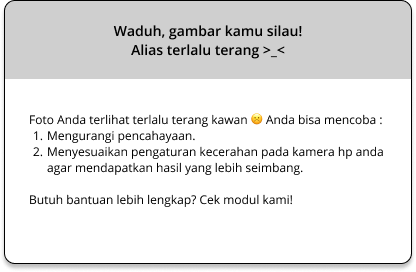 Waduh, gambar kamu silau!
Alias terlalu terang >_<
Foto Anda terlihat terlalu terang kawan 🙁 Anda bisa mencoba :
1. Mengurangi pencahayaan.
2. Menyesuaikan pengaturan kecerahan pada kamera hp anda
agar mendapatkan hasil yang lebih seimbang.
Butuh bantuan lebih lengkap? Cek modul kami!